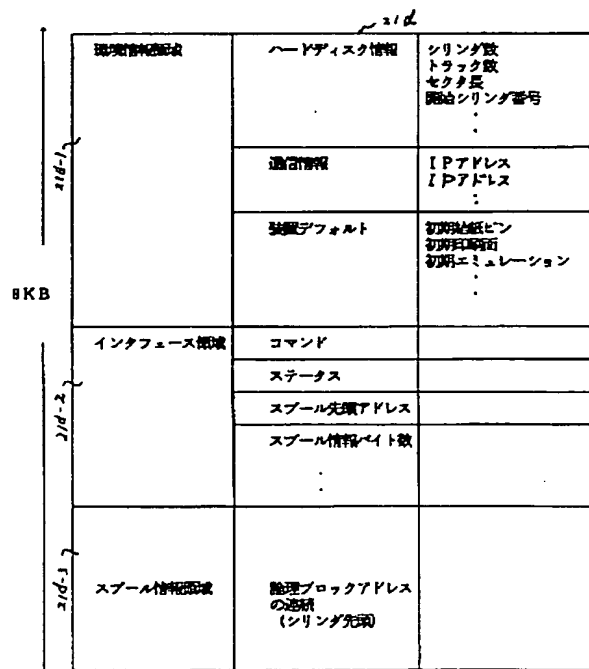 21d
環境情報領域 ハードディスク情報 シリンダ数
トラック数
セクタ長
開始シリンダ番号
21d-1
通信情報 IPアドレス
IPアドレス
装置デフォルト 初期給紙ビン
初期印刷面
初期エミュレーション
8KB
インタフェース領域 コマンド
ステータス
21d-2
スプール先頭アドレス
スプール情報バイト数
21d-3
スプール情報領域 論理ブロックアドレス
の連続
(シリンダ先頭)